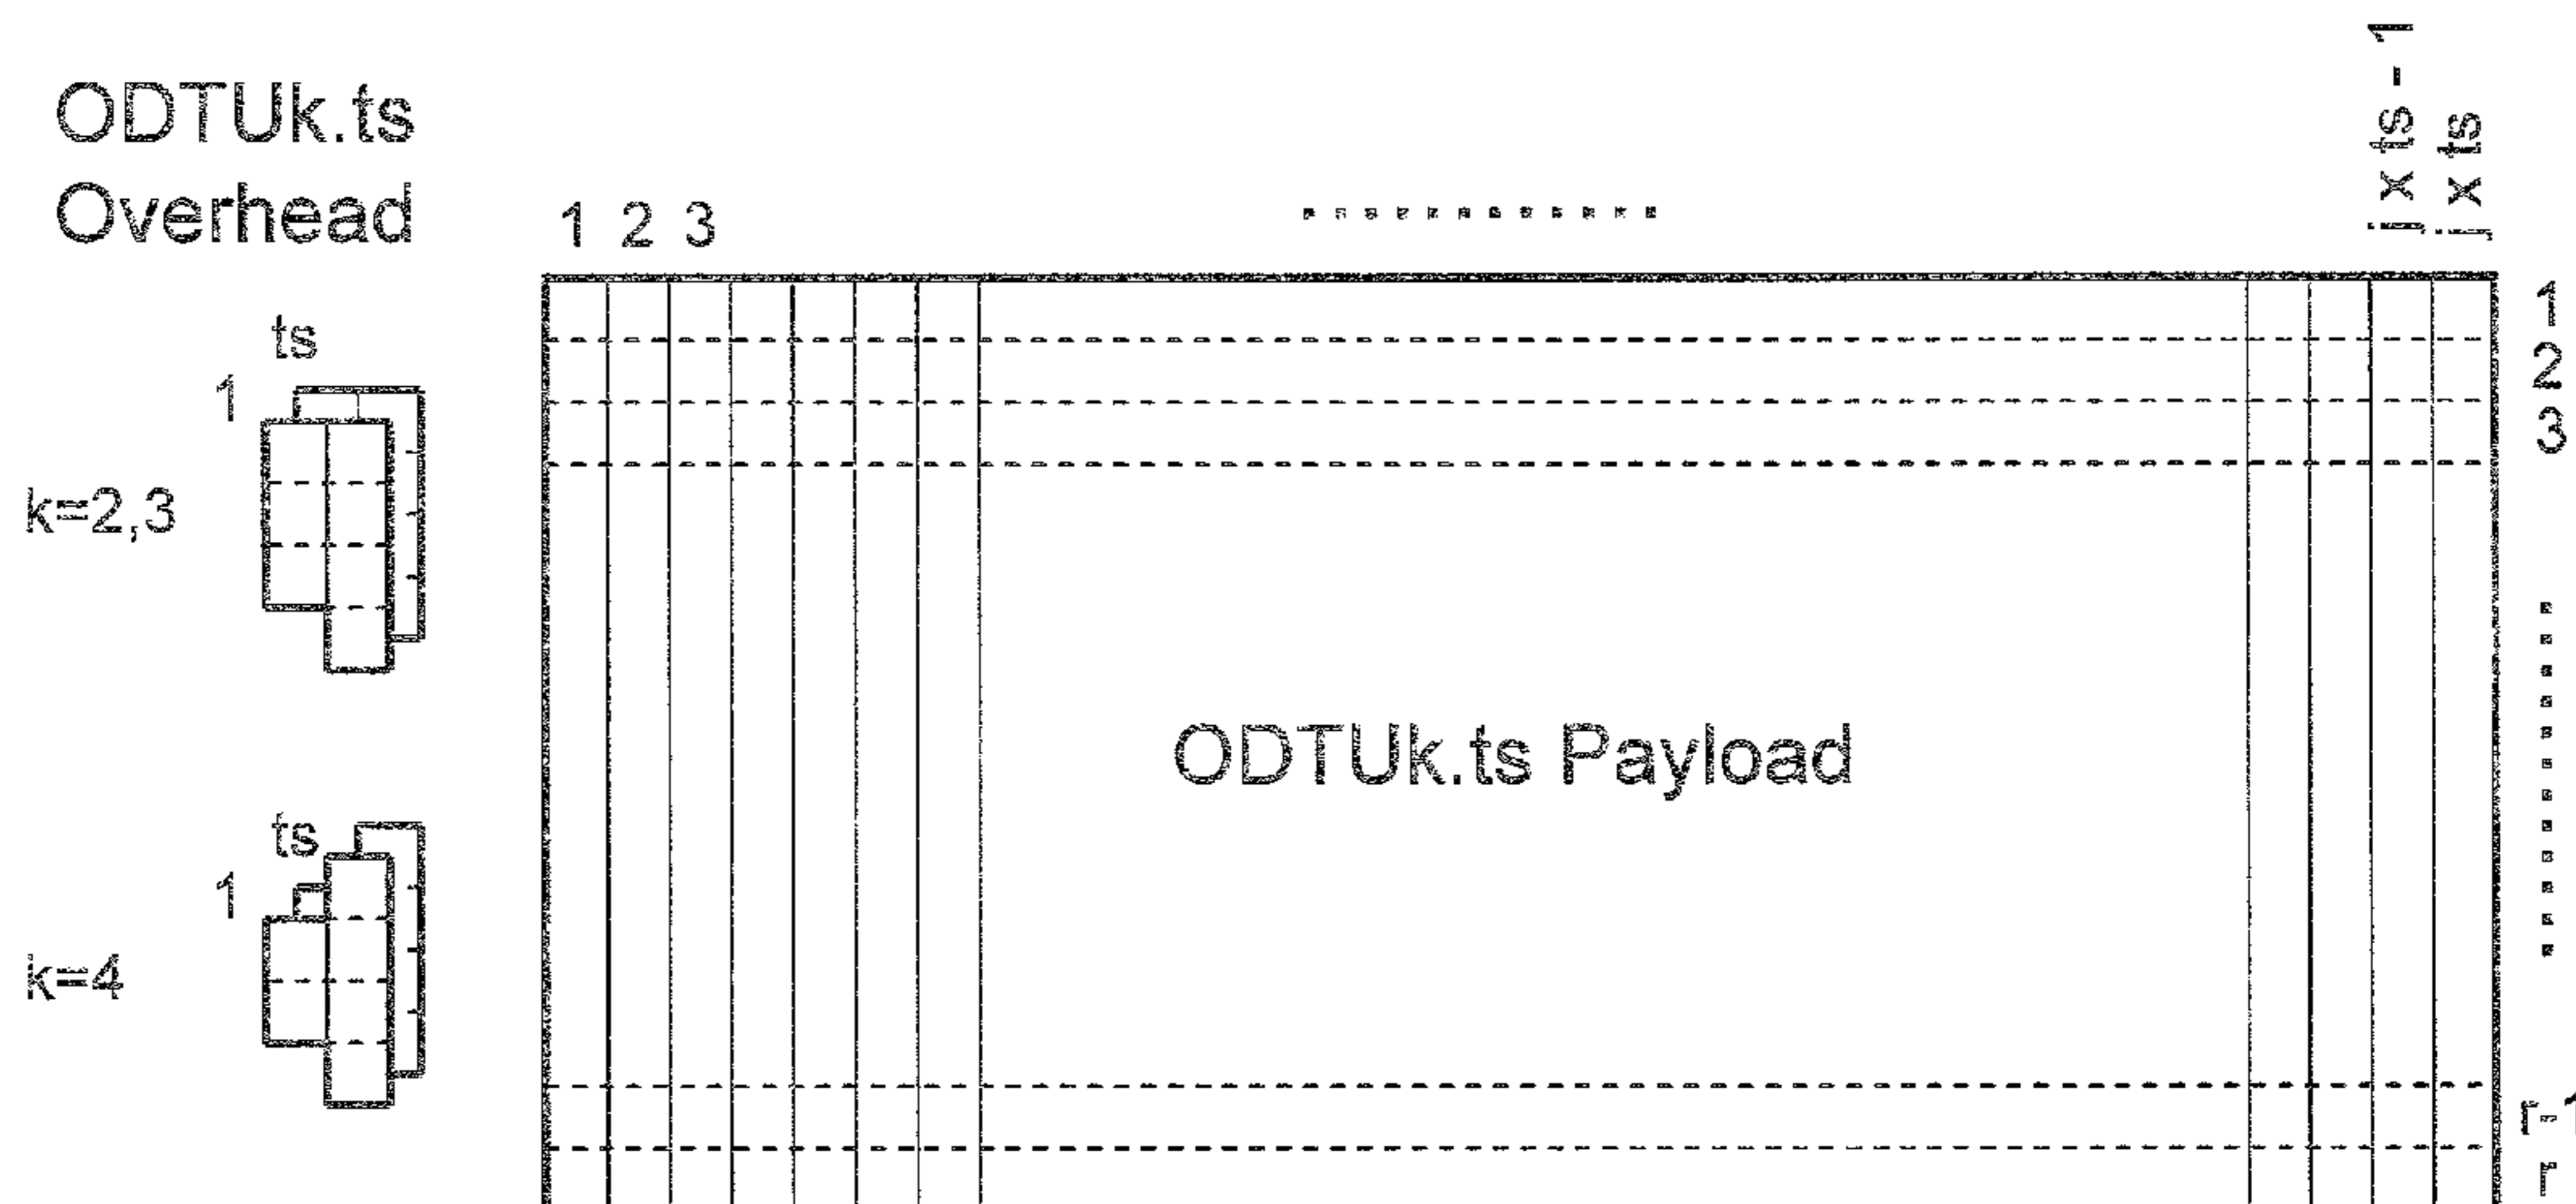 ODTUk.ts
Overhead
1 2 3
j x ts - 1
j x ts
1
2
3
ts
1
k=2,3
ODTUk.ts Payload
ts
1
k=4